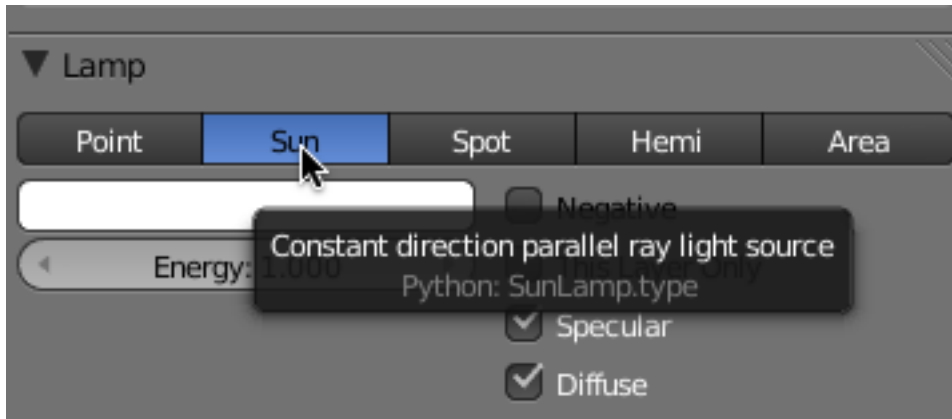 Lamp
Point Sun Spot Hemi Area
Negative
Constant direction parallel ray light source
Energy: 1.000
This Layer Only
Python: SunLamp.type
Specular
Diffuse